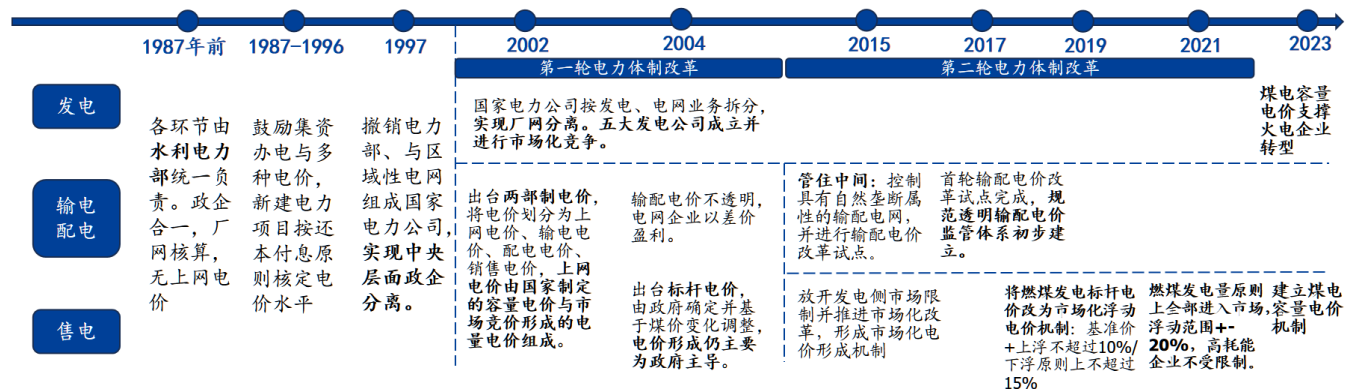 1987年前
1987-1996
1997
2002
2004
2015
2017
2019
2021
2023
第一轮电力体制改革
第二轮电力体制改革
发电
输电
配电
售电
各环节由
水利电力
部统一负
责。政企
合一，厂
网核算，
无上网电
价
鼓励集资
办电与多
种电价，
新建电力
项目按还
本付息原
则核定电
价水平
撤销电力
部、与区
域性电网
组成国家
电力公司，
实现中央
层面政企
分离。
国家电力公司按发电、电网业务拆分，
实现厂网分离。五大发电公司成立并
进行市场化竞争。
煤电容量
电价支撑
火电企业
转型
出台两部制电价，
将电价划分为上
网电价、输电电
价、配电电价、
销售电价，上网
电价由国家制定
的容量电价与市
场竞价形成的电
量电价组成。
输配电价不透明，
电网企业以差价
盈利。
出台标杆电价，
由政府确定并基
于煤价变化调整，
电价形成仍主要
为政府主导。
管住中间：控制
具有自然垄断属
性的输配电网，
并进行输配电价
改革试点。
首轮输配电价改
革试点完成，规
范透明输配电价
监管体系初步建
立。
放开发电侧市场限
制并推进市场化改
革，形成市场化电
价形成机制
将燃煤发电标杆电
价改为市场化浮动
电价机制：基准价
+上浮不超过10%/
下浮原则上不超过
15%
燃煤发电量原则
上全部进入市场，
浮动范围+-
20%，高耗能
企业不受限制。
建立煤电
容量电价
机制